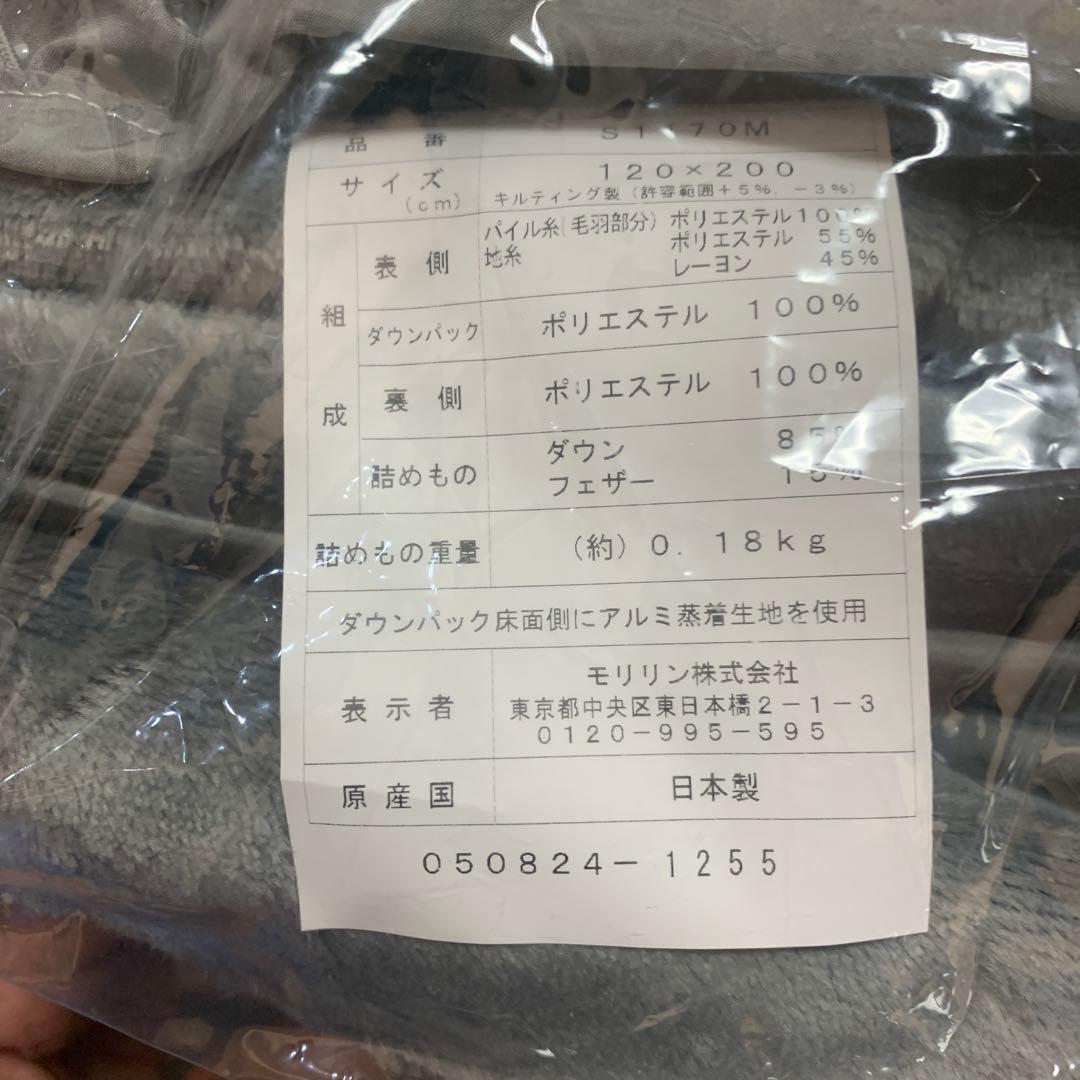 品番
サイズ(cm) 120×200
キルティング製(許容範囲+5%,-3%)
組成
表側 パイル糸(毛羽部分) ポリエステル100%
地糸 ポリエステル 55%
レーヨン 45%
ダウンパック ポリエステル 100%
裏側 ポリエステル 100%
詰めもの ダウン 85%
フェザー 15%
詰めもの重量 (約)0.18kg
ダウンパック床面側にアルミ蒸着生地を使用
表示者 モリリン株式会社
東京都中央区東日本橋2-1-3
0120-995-595
原産国 日本製
050824-1255